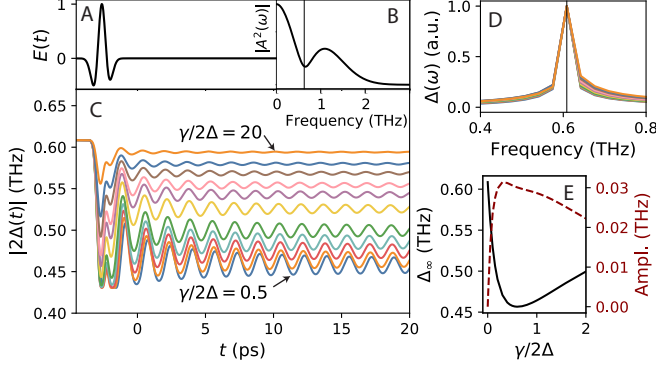 A
E(t)
1
0
B
|A²(ω)|
0 1 2 3
Frequency (THz)
C
|2Δ(t)| (THz)
0.65
0.60
0.55
0.50
0.45
0.40
γ/2Δ = 20
γ/2Δ = 0.5
0 5 10 15 20
t (ps)
D
Δ(ω) (a.u.)
1.0
0.5
0.0
0.4 0.6 0.8
Frequency (THz)
E
Δ∞ (THz)
0.60
0.55
0.50
0.45
0 1 2
γ/2Δ
0.03
0.02
0.01
0.00
Ampl. (THz)